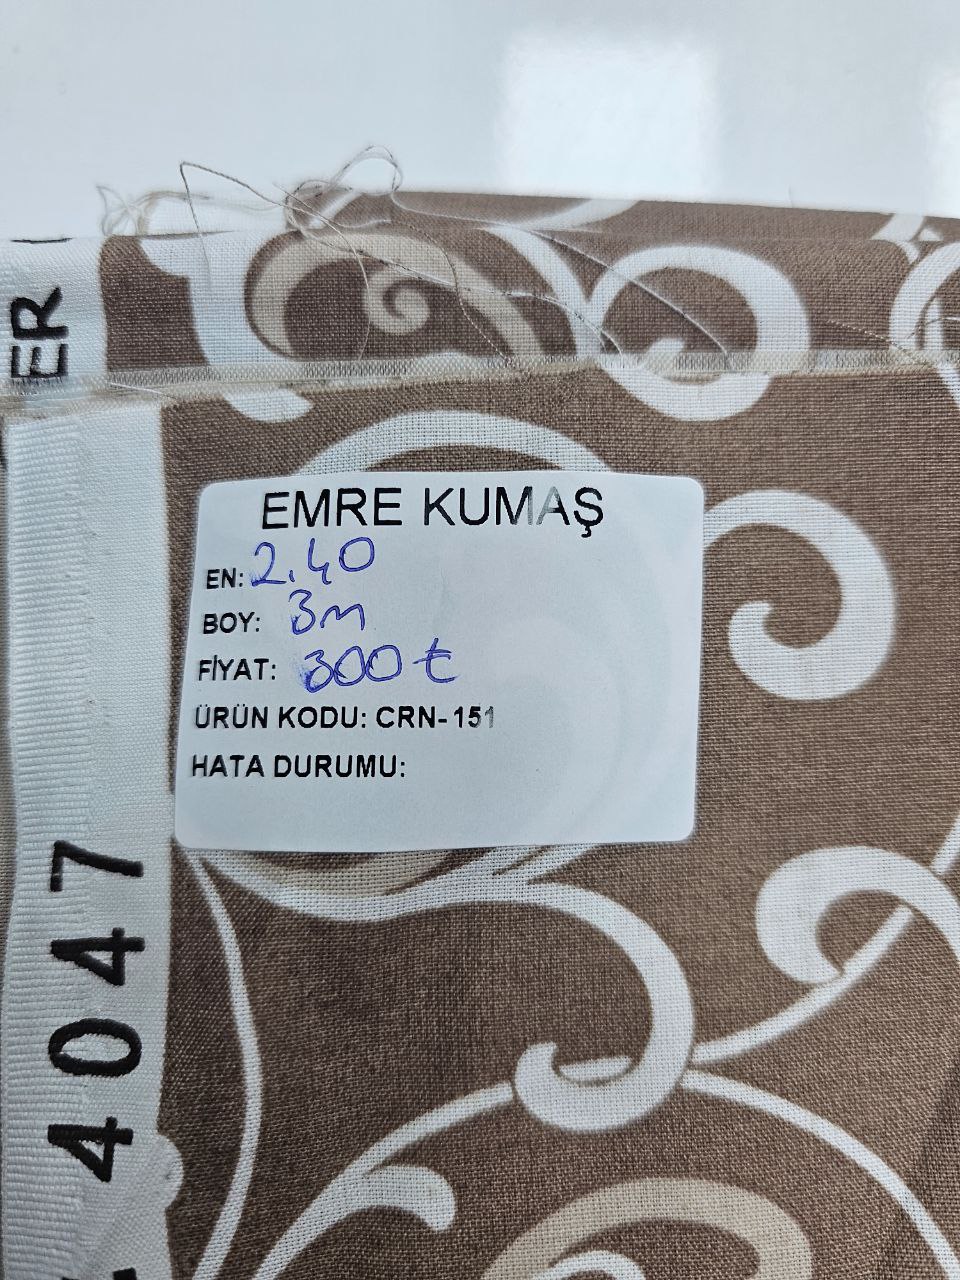 EMRE KUMAŞ
EN: 2.40
BOY: 3m
FİYAT: 300 ₺
ÜRÜN KODU: CRN-151
HATA DURUMU:
ER
4047